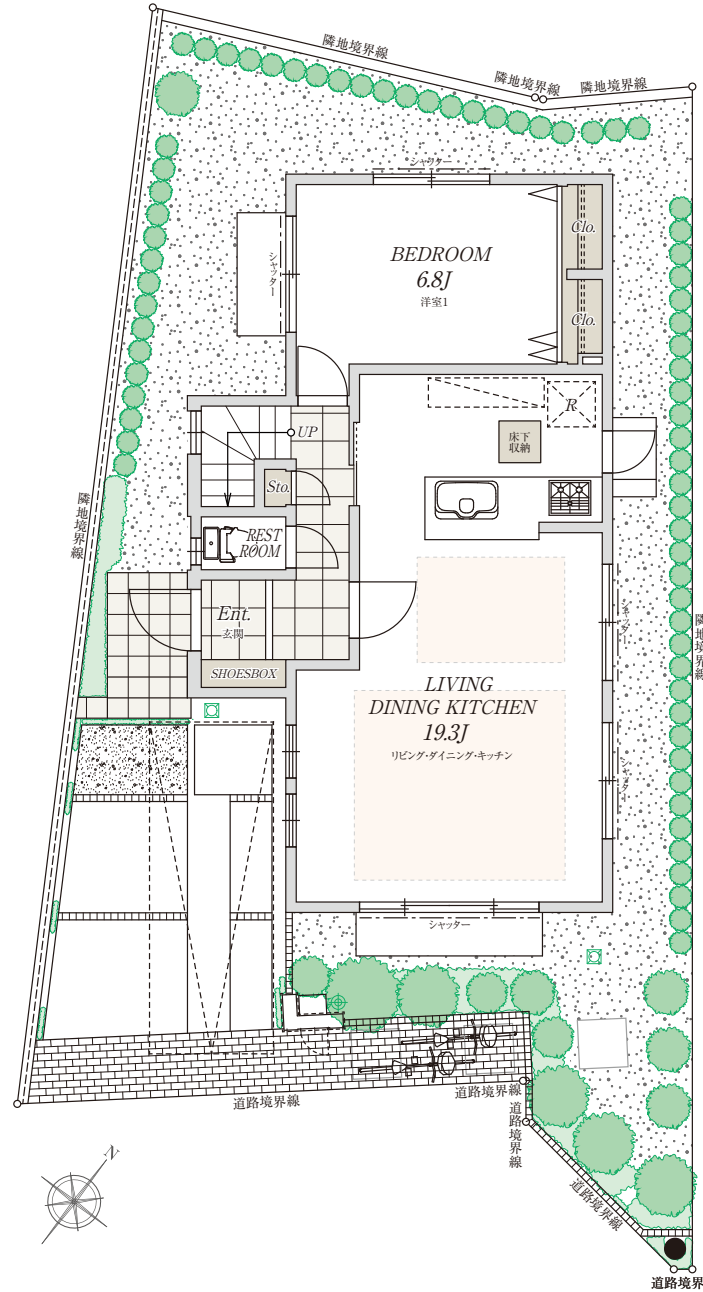 隣地境界線
隣地境界線
隣地境界線
シャッター
シャッター
BEDROOM
6.8J
洋室1
Clo.
Clo.
R
床下
収納
UP
Sto.
REST
ROOM
隣地境界線
Ent.
玄関
SHOESBOX
シャッター
隣地境界線
LIVING
DINING KITCHEN
19.3J
リビング・ダイニング・キッチン
シャッター
シャッター
道路境界線
道路境界線
道路境界線
道路境界線
N
道路境界